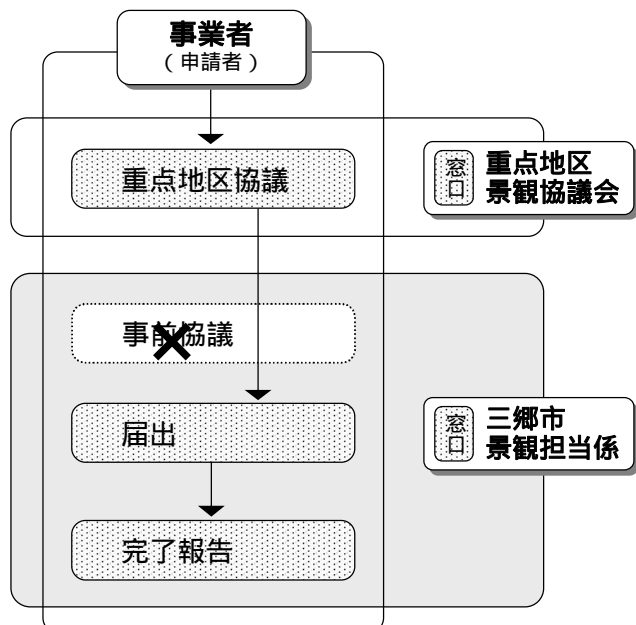 事業者
(申請者)
重点地区協議
窓口
重点地区
景観協議会
事前協議
届出
窓口
三郷市
景観担当係
完了報告